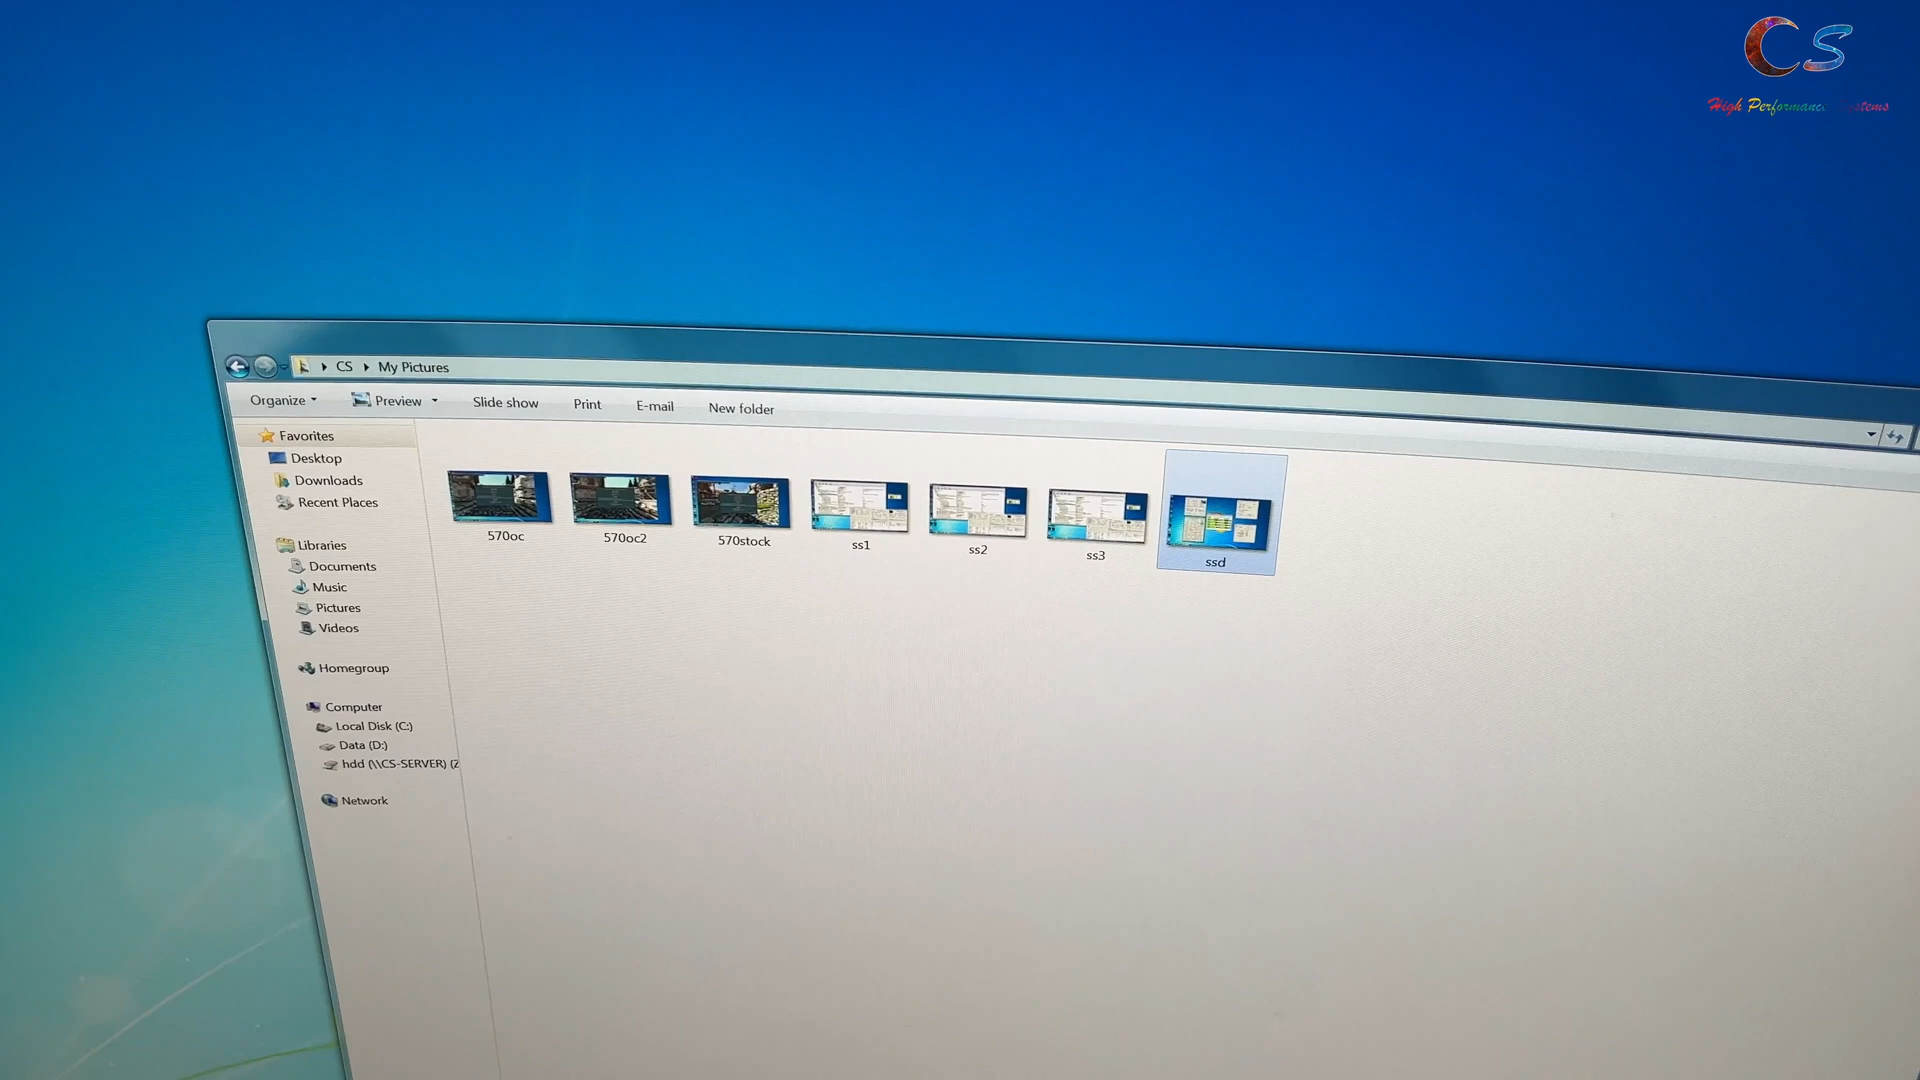 CS
High Performance
CS My Pictures
Organize Preview Slide show Print E-mail New folder
Favorites
Desktop
Downloads
Recent Places
Libraries
Documents
Music
Pictures
Videos
Homegroup
Computer
Local Disk (C:)
Data (D:)
hdd (\\CS-SERVER) (Z
Network
570oc
570oc2
570stock
ss1
ss2
ss3
ssd